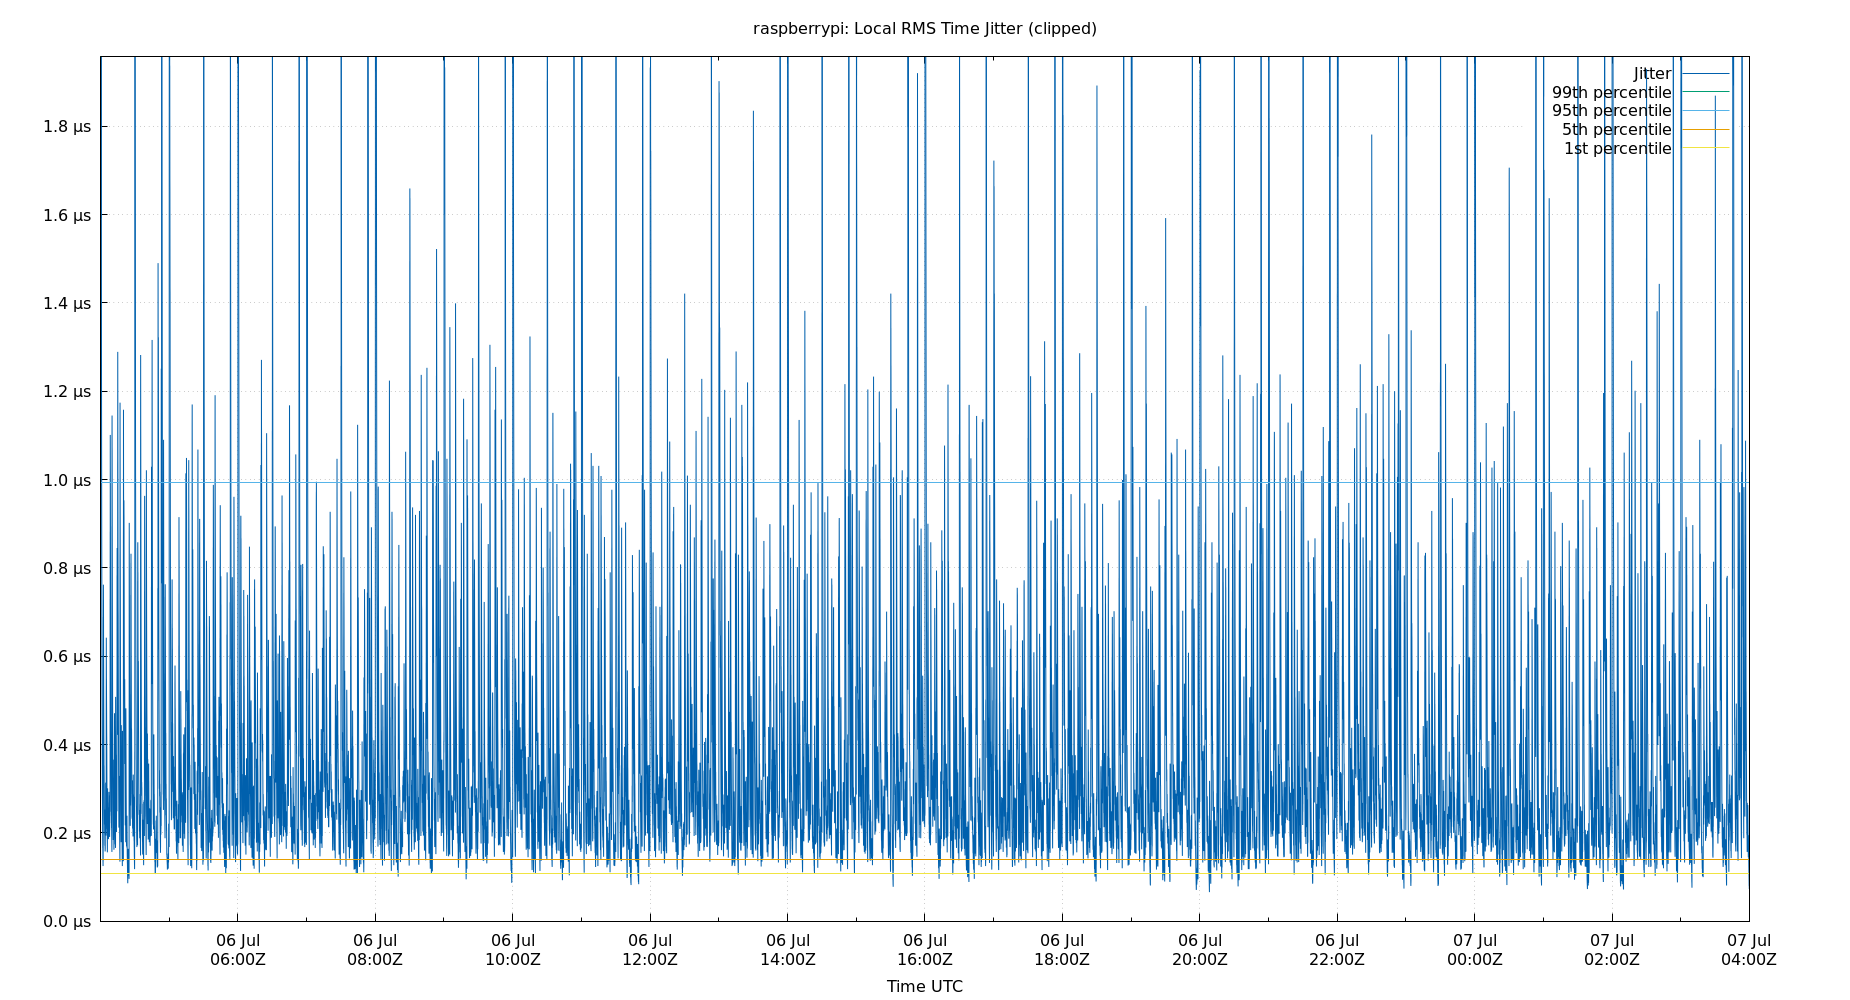 raspberrypi: Local RMS Time Jitter (clipped)
Jitter
99th percentile
95th percentile
5th percentile
1st percentile
1.8 µs
1.6 µs
1.4 µs
1.2 µs
1.0 µs
0.8 µs
0.6 µs
0.4 µs
0.2 µs
0.0 µs
06 Jul 06 Jul 06 Jul 06 Jul 06 Jul 06 Jul 06 Jul 06 Jul 06 Jul 07 Jul 07 Jul 07 Jul
06:00Z 08:00Z 10:00Z 12:00Z 14:00Z 16:00Z 18:00Z 20:00Z 22:00Z 00:00Z 02:00Z 04:00Z
Time UTC